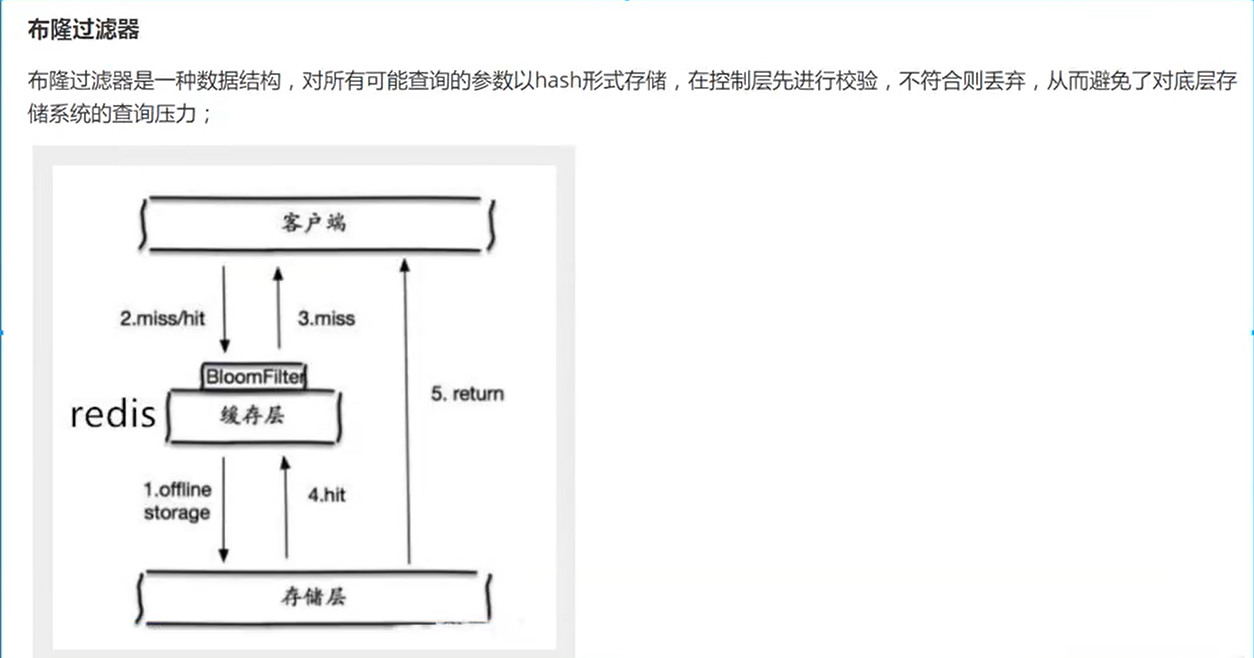 布隆过滤器
布隆过滤器是一种数据结构，对所有可能查询的参数以hash形式存储，在控制层先进行校验，不符合则丢弃，从而避免了对底层存
储系统的查询压力；
客户端
2.miss/hit
3.miss
BloomFilter
redis
缓存层
5. return
1.offline
storage
4.hit
存储层